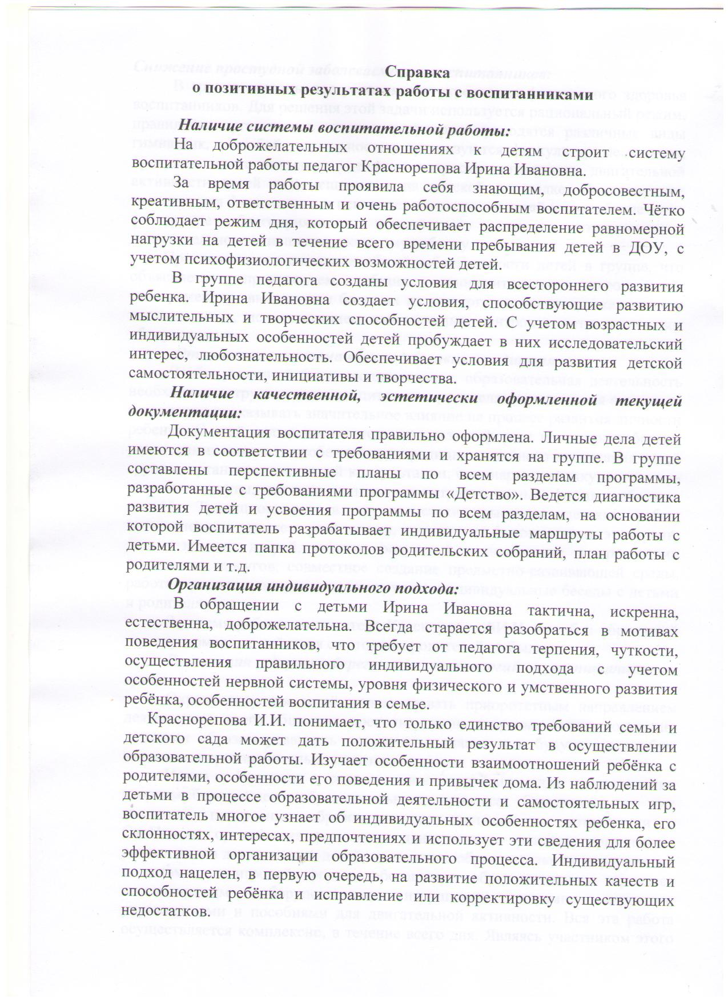 Справка
о позитивных результатах работы с воспитанниками
Наличие системы воспитательной работы:
На доброжелательных отношениях к детям строит систему
воспитательной работы педагог Краснорепова Ирина Ивановна.
За время работы проявила себя знающим, добросовестным,
креативным, ответственным и очень работоспособным воспитателем. Чётко
соблюдает режим дня, который обеспечивает распределение равномерной
нагрузки на детей в течение всего времени пребывания детей в ДОУ, с
учетом психофизиологических возможностей детей.
В группе педагога созданы условия для всестороннего развития
ребенка. Ирина Ивановна создает условия, способствующие развитию
мыслительных и творческих способностей детей. С учетом возрастных и
индивидуальных особенностей детей пробуждает в них исследовательский
интерес, любознательность. Обеспечивает условия для развития детской
самостоятельности, инициативы и творчества.
Наличие качественной, эстетически оформленной текущей
документации:
Документация воспитателя правильно оформлена. Личные дела детей
имеются в соответствии с требованиями и хранятся на группе. В группе
составлены перспективные планы по всем разделам программы,
разработанные с требованиями программы «Детство». Ведется диагностика
развития детей и усвоения программы по всем разделам, на основании
которой воспитатель разрабатывает индивидуальные маршруты работы с
детьми. Имеется папка протоколов родительских собраний, план работы с
родителями и т.д.
Организация индивидуального подхода:
В обращении с детьми Ирина Ивановна тактична, искренна,
естественна, доброжелательна. Всегда старается разобраться в мотивах
поведения воспитанников, что требует от педагога терпения, чуткости,
осуществления правильного индивидуального подхода с учетом
особенностей нервной системы, уровня физического и умственного развития
ребёнка, особенностей воспитания в семье.
Краснорепова И.И. понимает, что только единство требований семьи и
детского сада может дать положительный результат в осуществлении
образовательной работы. Изучает особенности взаимоотношений ребёнка с
родителями, особенности его поведения и привычек дома. Из наблюдений за
детьми в процессе образовательной деятельности и самостоятельных игр,
воспитатель многое узнает об индивидуальных особенностях ребенка, его
склонностях, интересах, предпочтениях и использует эти сведения для более
эффективной организации образовательного процесса. Индивидуальный
подход нацелен, в первую очередь, на развитие положительных качеств и
способностей ребёнка и исправление или корректировку существующих
недостатков.